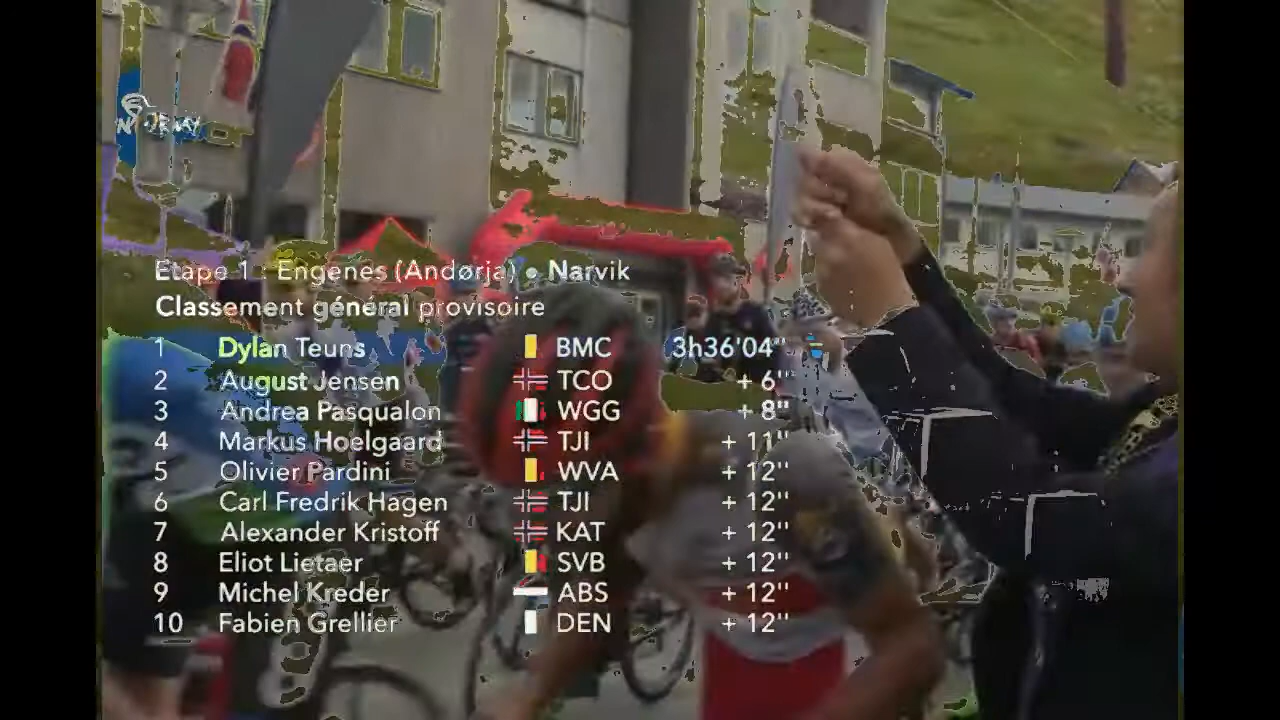 Etape 1 : Engenes (Andørja) • Narvik
Classement général provisoire
1 Dylan Teuns BMC 3h36'04''
2 August Jensen TCO + 6''
3 Andrea Pasqualon WGG + 8''
4 Markus Hoelgaard TJI + 11''
5 Olivier Pardini WVA + 12''
6 Carl Fredrik Hagen TJI + 12''
7 Alexander Kristoff KAT + 12''
8 Eliot Lietaer SVB + 12''
9 Michel Kreder ABS + 12''
10 Fabien Grellier DEN + 12''